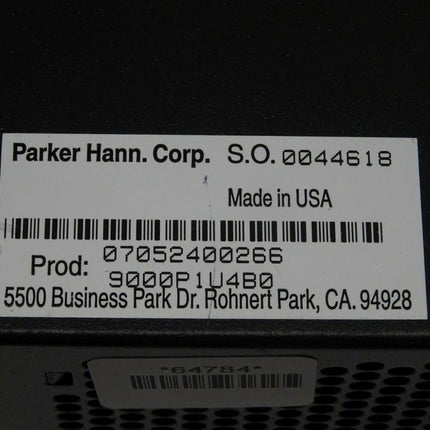 Parker Hann. Corp. S.O. 0044618
Made in USA
07052400266
Prod: 9000P1U4B0
5500 Business Park Dr. Rohnert Park, CA. 94928
*64784*